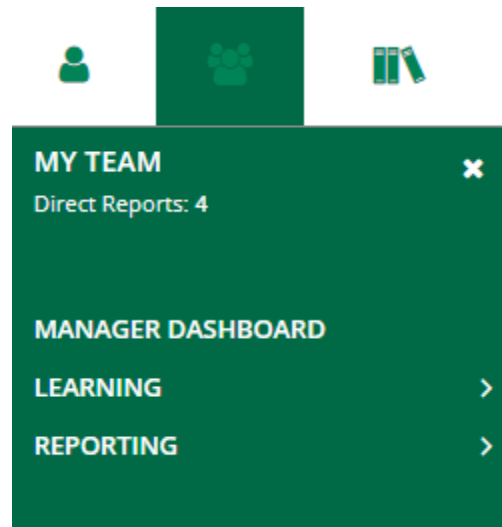 MY TEAM
Direct Reports: 4
MANAGER DASHBOARD
LEARNING
REPORTING